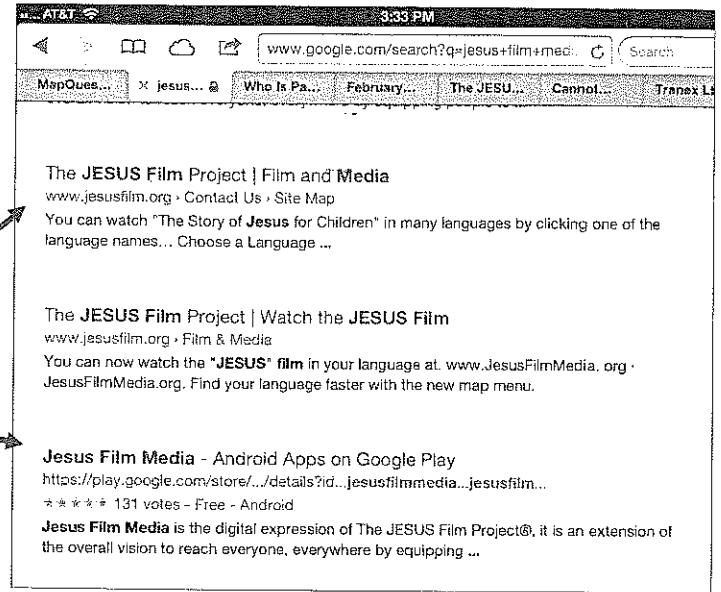 AT&T 3:33 PM
www.google.com/search?q=jesus+film+med: Search
MapQues... jesus... Who Is Pa... February... The JESU... Cannot... Tranex Li
The JESUS Film Project | Film and Media
www.jesusfilm.org › Contact Us › Site Map
You can watch "The Story of Jesus for Children" in many languages by clicking one of the
language names... Choose a Language ...
The JESUS Film Project | Watch the JESUS Film
www.jesusfilm.org › Film & Media
You can now watch the "JESUS" film in your language at. www.JesusFilmMedia. org ·
JesusFilmMedia.org. Find your language faster with the new map menu.
Jesus Film Media - Android Apps on Google Play
https://play.google.com/store/.../details?id...jesusfilmmedia...jesusfilm...
★★★★★ 131 votes - Free - Android
Jesus Film Media is the digital expression of The JESUS Film Project®, it is an extension of
the overall vision to reach everyone, everywhere by equipping ...